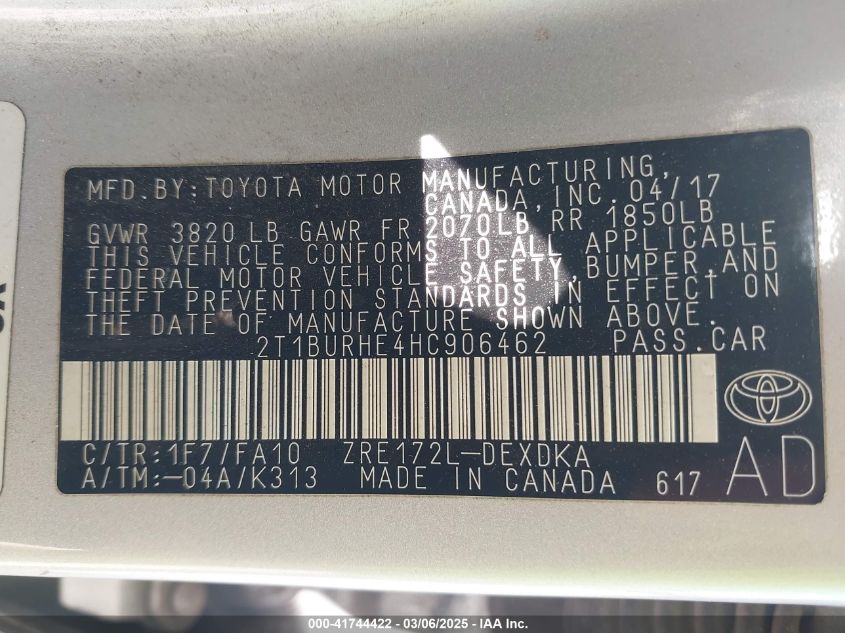 MFD.BY:TOYOTA MOTOR MANUFACTURING,
CANADA,INC. 04/17
GVWR 3820 LB GAWR FR 2070LB RR 1850LB
THIS VEHICLE CONFORMS TO ALL APPLICABLE
FEDERAL MOTOR VEHICLE SAFETY,BUMPER,AND
THEFT PREVENTION STANDARDS IN EFFECT ON
THE DATE OF MANUFACTURE SHOWN ABOVE.
2T1BURHE4HC906462 PASS.CAR
C/TR:1F7/FA10 ZRE172L-DEXDKA
A/TM:-04A/K313 MADE IN CANADA 617 AD
000-41744422 | 03/06/2025 - IAA Inc.